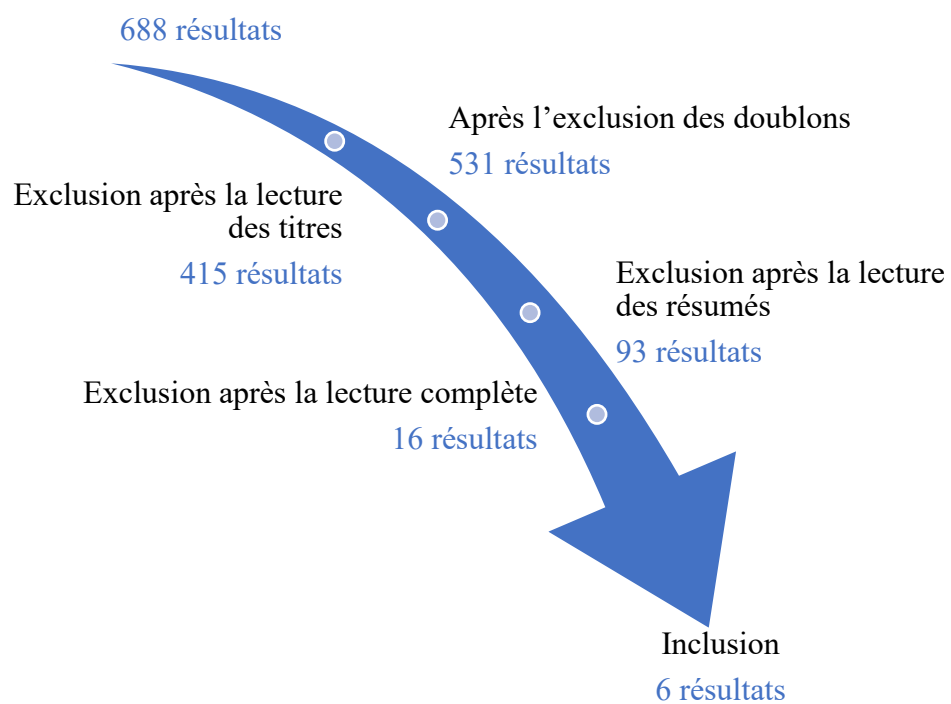 688 résultats
Après l’exclusion des doublons
531 résultats
Exclusion après la lecture
des titres
415 résultats
Exclusion après la lecture
des résumés
93 résultats
Exclusion après la lecture complète
16 résultats
Inclusion
6 résultats